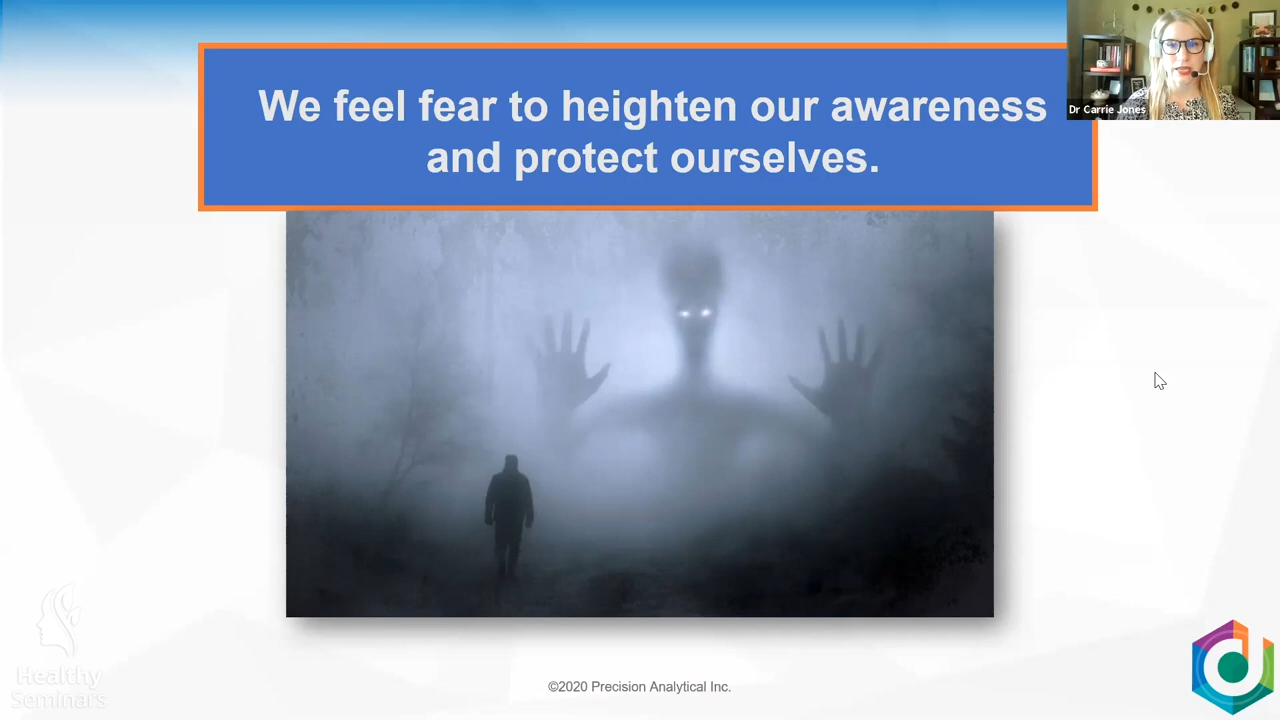 We feel fear to heighten our awareness
and protect ourselves.
Dr Carrie Jones
Healthy
Seminars
©2020 Precision Analytical Inc.